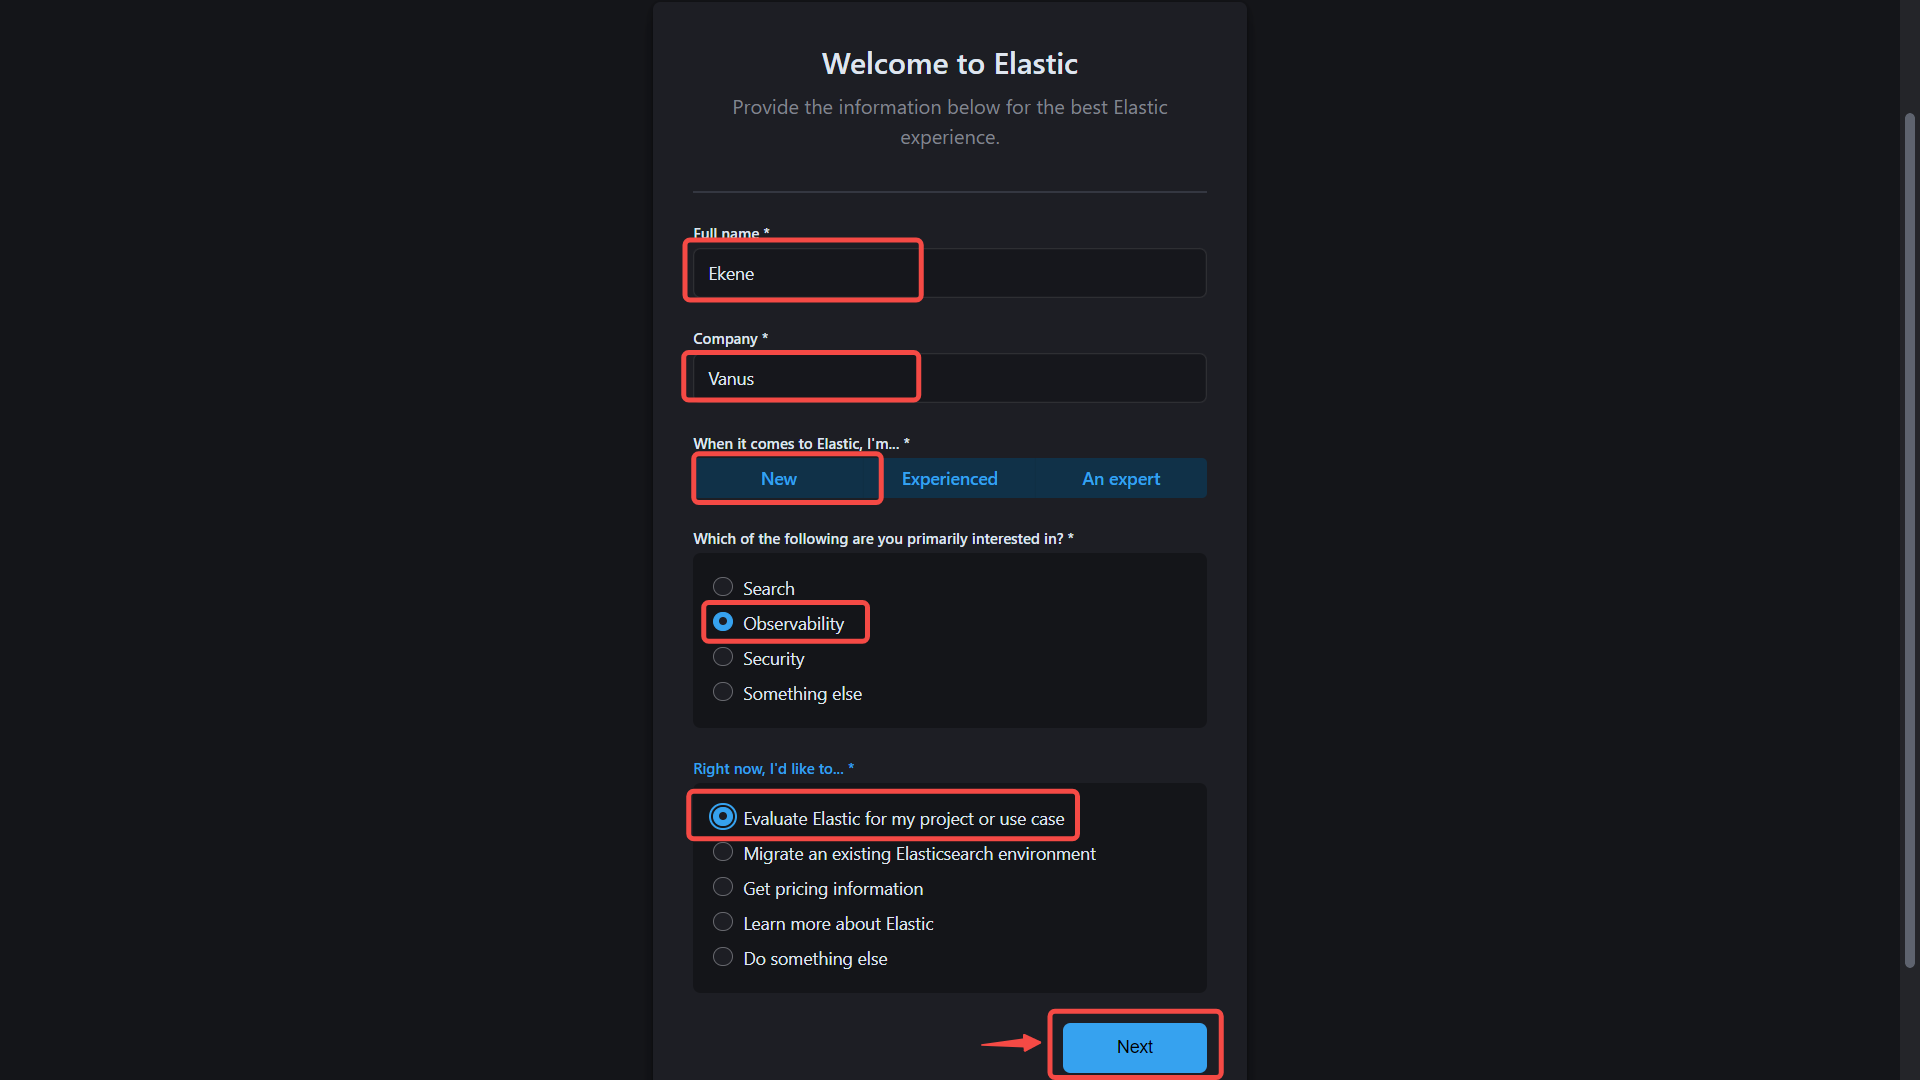 Welcome to Elastic
Provide the information below for the best Elastic
experience.
Full name *
Ekene
Company *
Vanus
When it comes to Elastic, I'm... *
New Experienced An expert
Which of the following are you primarily interested in? *
Search
Observability
Security
Something else
Right now, I'd like to... *
Evaluate Elastic for my project or use case
Migrate an existing Elasticsearch environment
Get pricing information
Learn more about Elastic
Do something else
Next